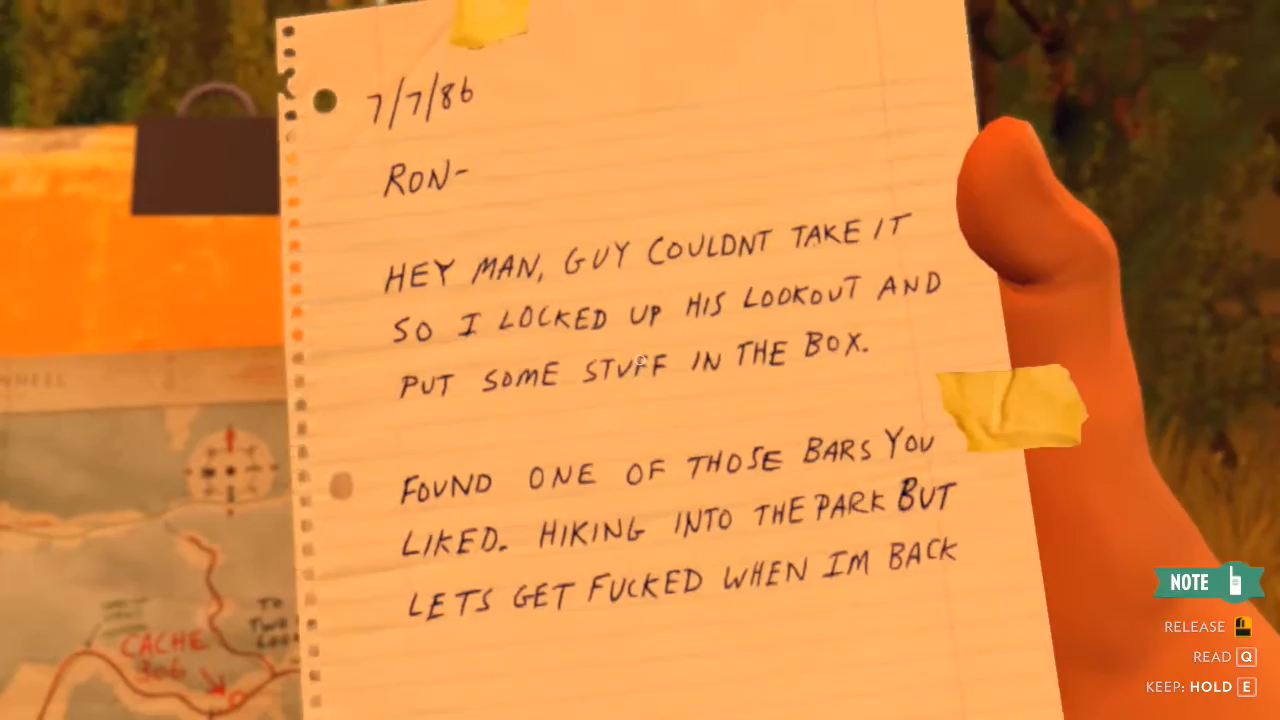 7/7/86
RON-
HEY MAN, GUY COULDNT TAKE IT
SO I LOCKED UP HIS LOOKOUT AND
PUT SOME STUFF IN THE BOX.
FOUND ONE OF THOSE BARS YOU
LIKED. HIKING INTO THE PARK BUT
LETS GET FUCKED WHEN IM BACK
CACHE
306
TO
NOTE
RELEASE
READ Q
KEEP: HOLD E